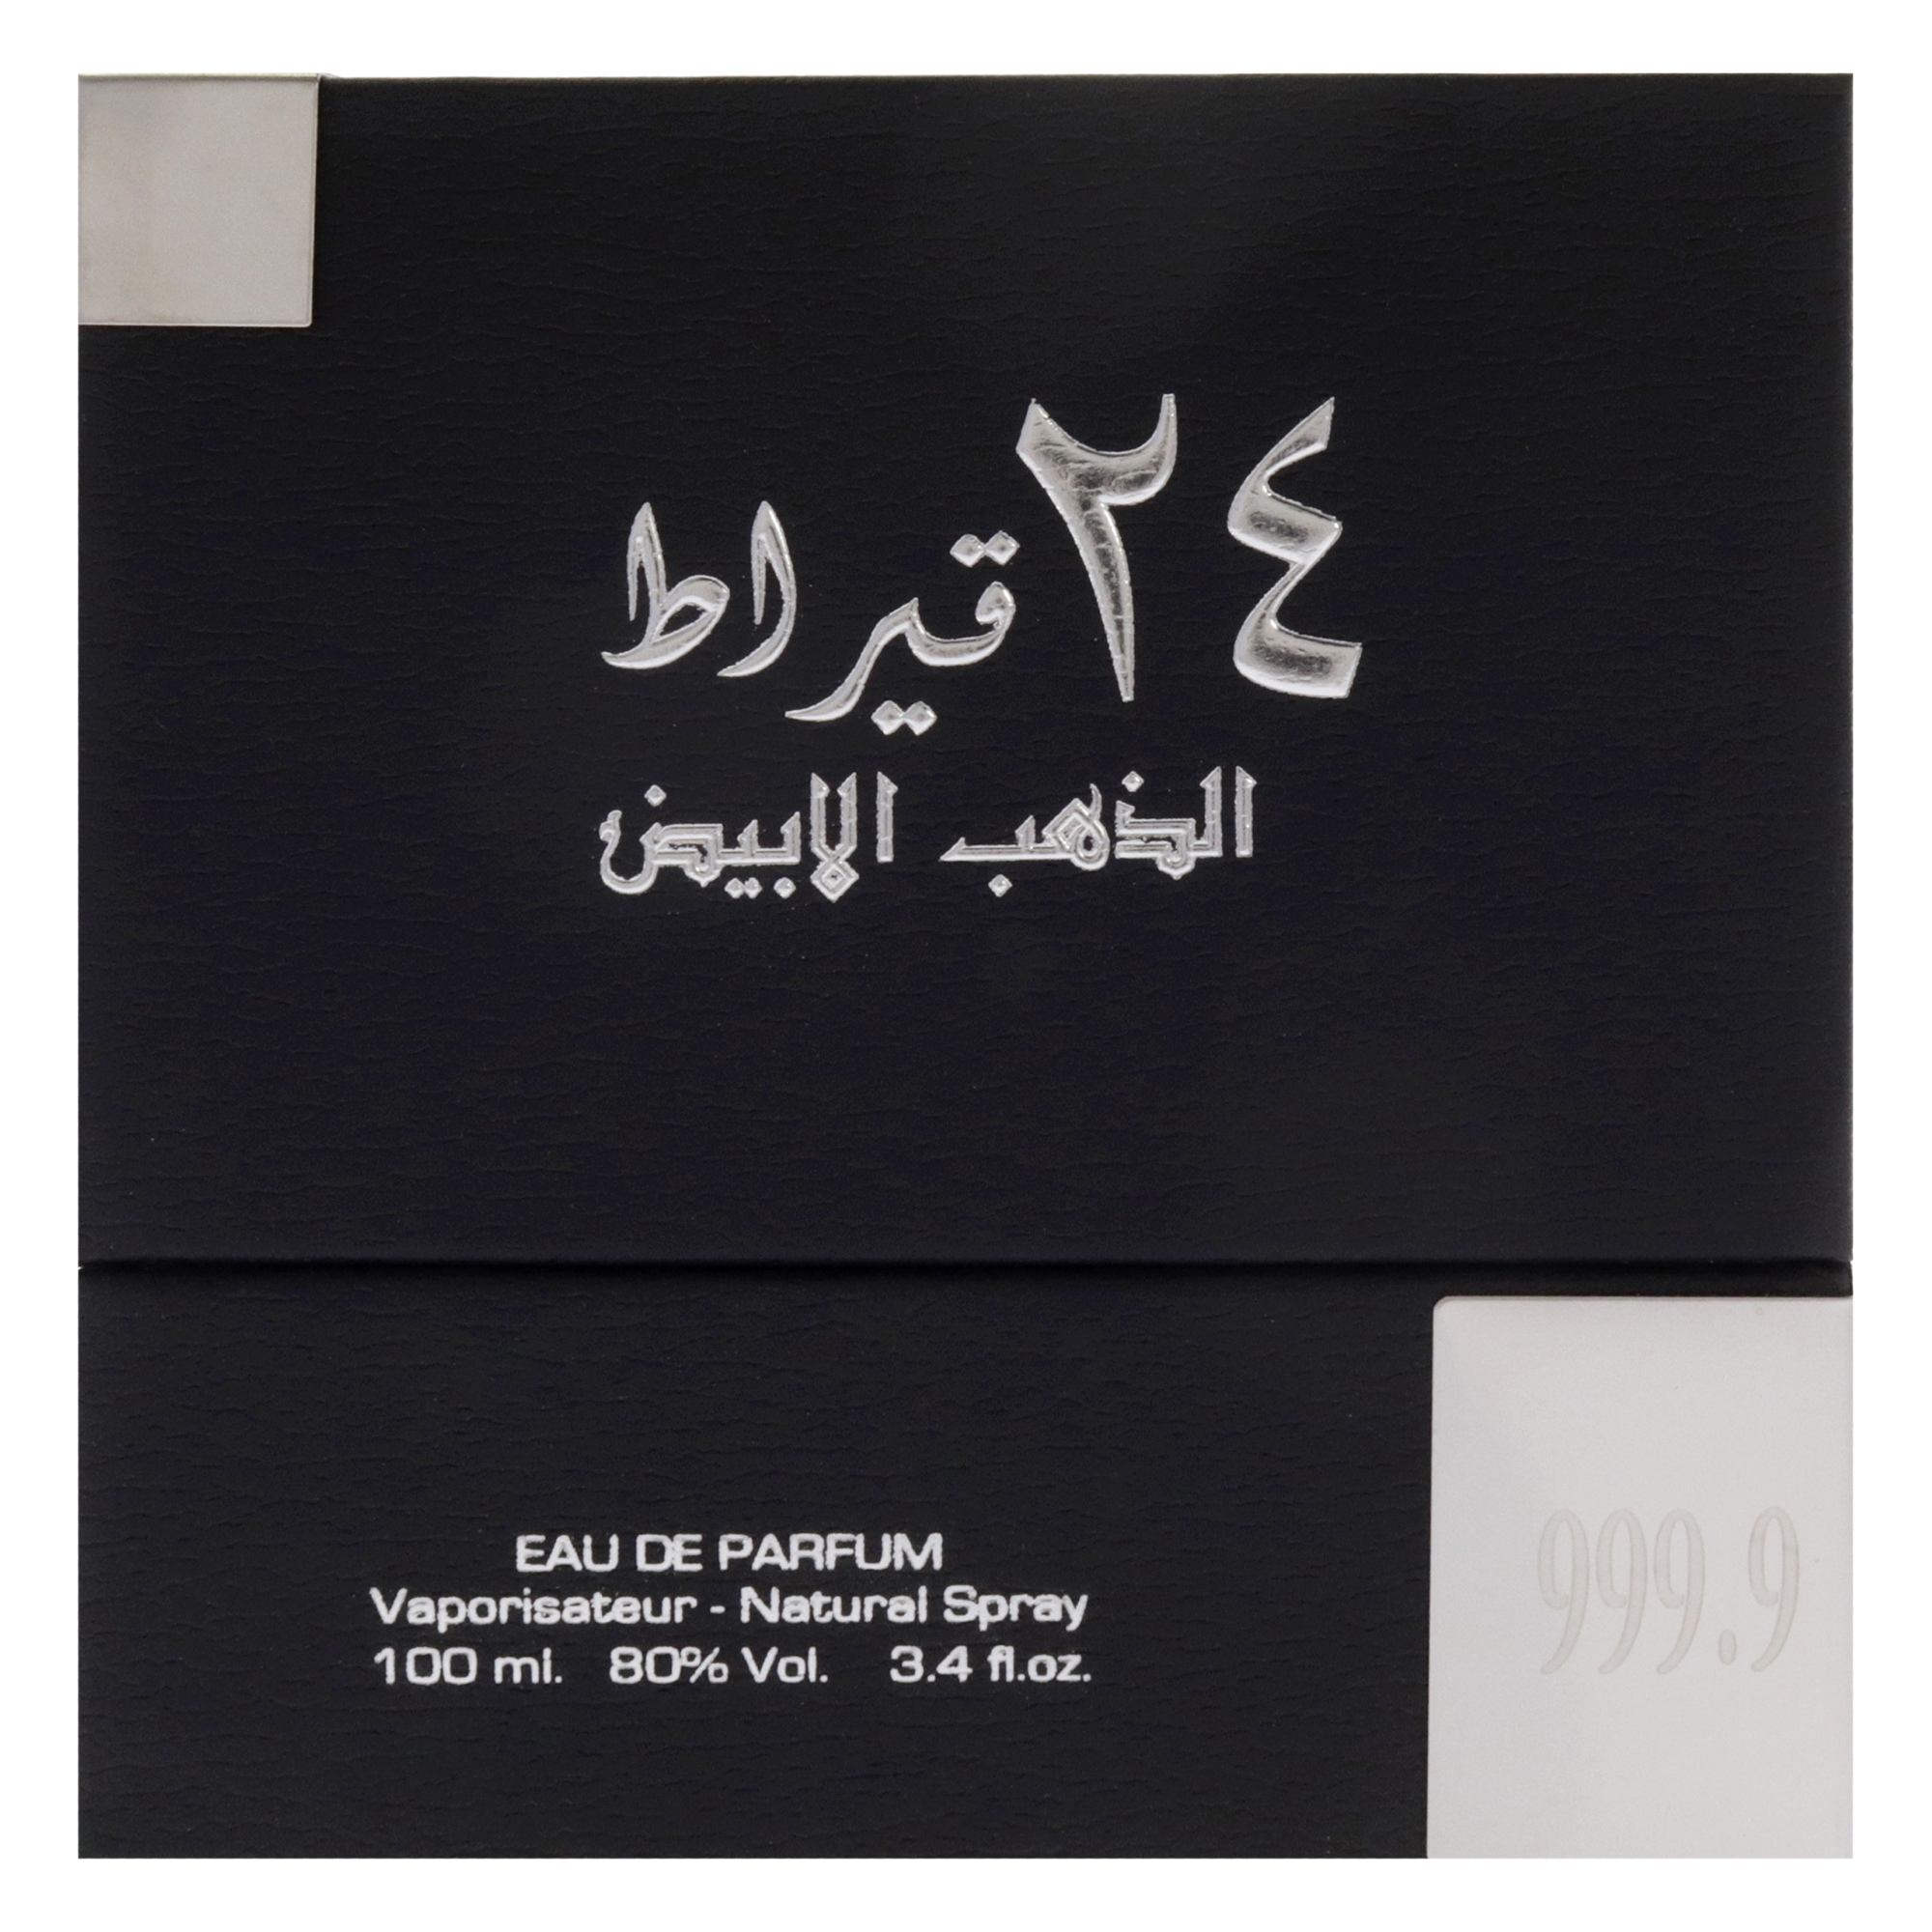 ٢٤ قيراط
الذهب الابيض
EAU DE PARFUM
Vaporisateur - Natural Spray
100 ml. 80% Vol. 3.4 fl.oz.
999.9